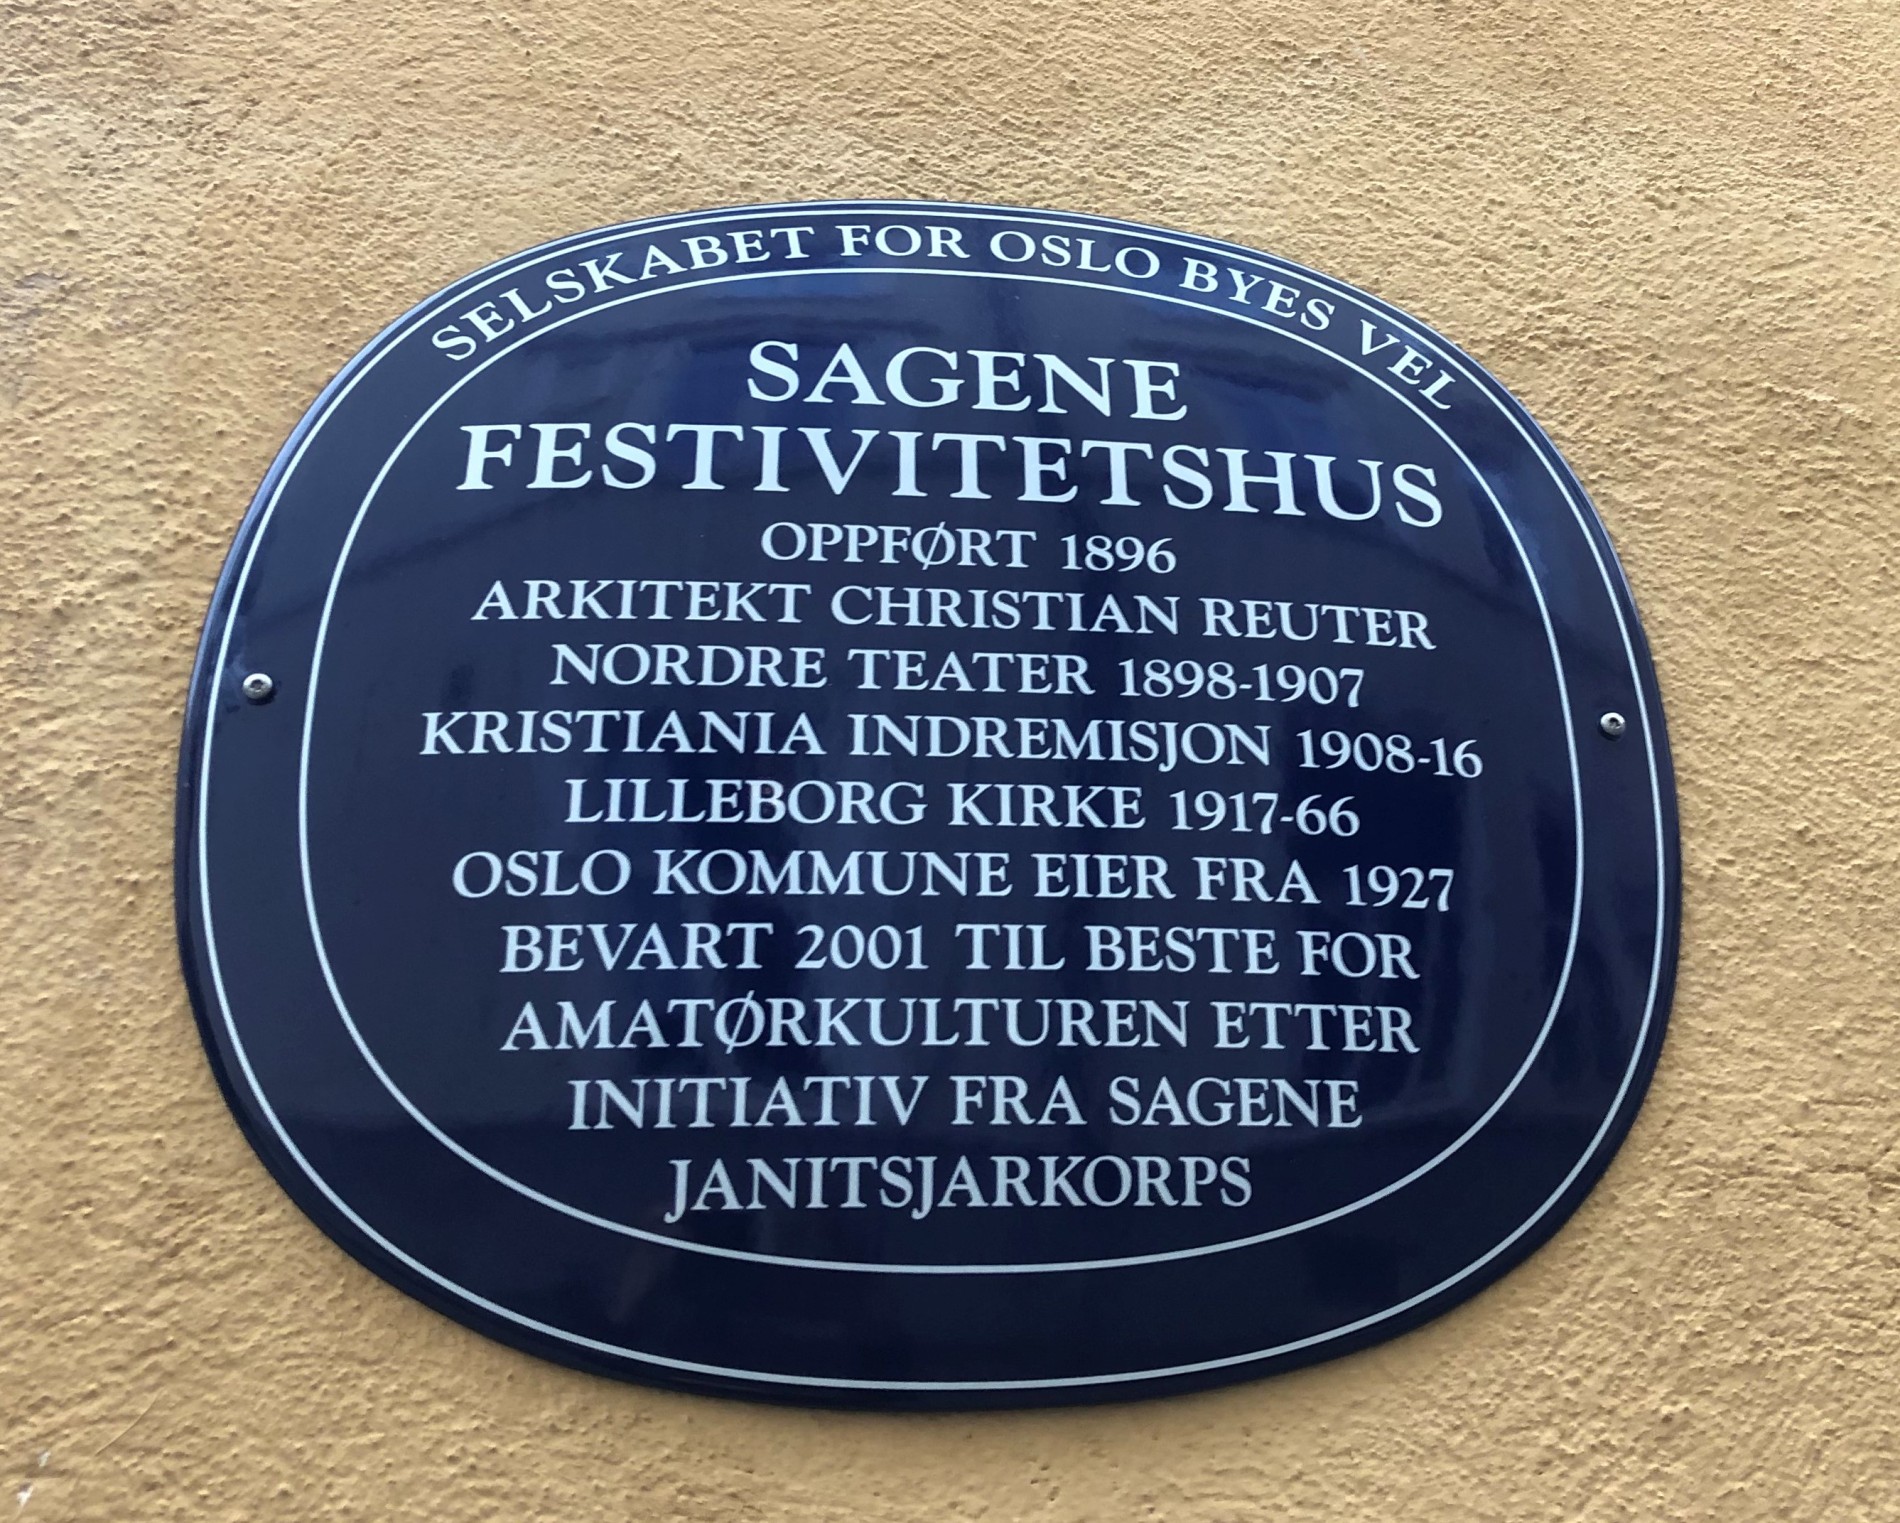 SELSKABET FOR OSLO BYES VEL
SAGENE
FESTIVITETSHUS
OPPFØRT 1896
ARKITEKT CHRISTIAN REUTER
NORDRE TEATER 1898-1907
KRISTIANIA INDREMISJON 1908-16
LILLEBORG KIRKE 1917-66
OSLO KOMMUNE EIER FRA 1927
BEVART 2001 TIL BESTE FOR
AMATØRKULTUREN ETTER
INITIATIV FRA SAGENE
JANITSJARKORPS